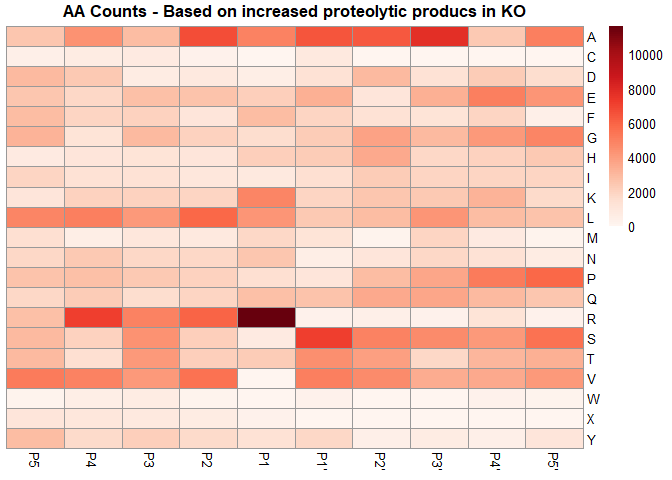 AA Counts - Based on increased proteolytic producs in KO
A
C
D
E
F
G
H
I
K
L
M
N
P
Q
R
S
T
V
W
X
Y
10000
8000
6000
4000
2000
0
P5 P4 P3 P2 P1 P1' P2' P3' P4' P5'